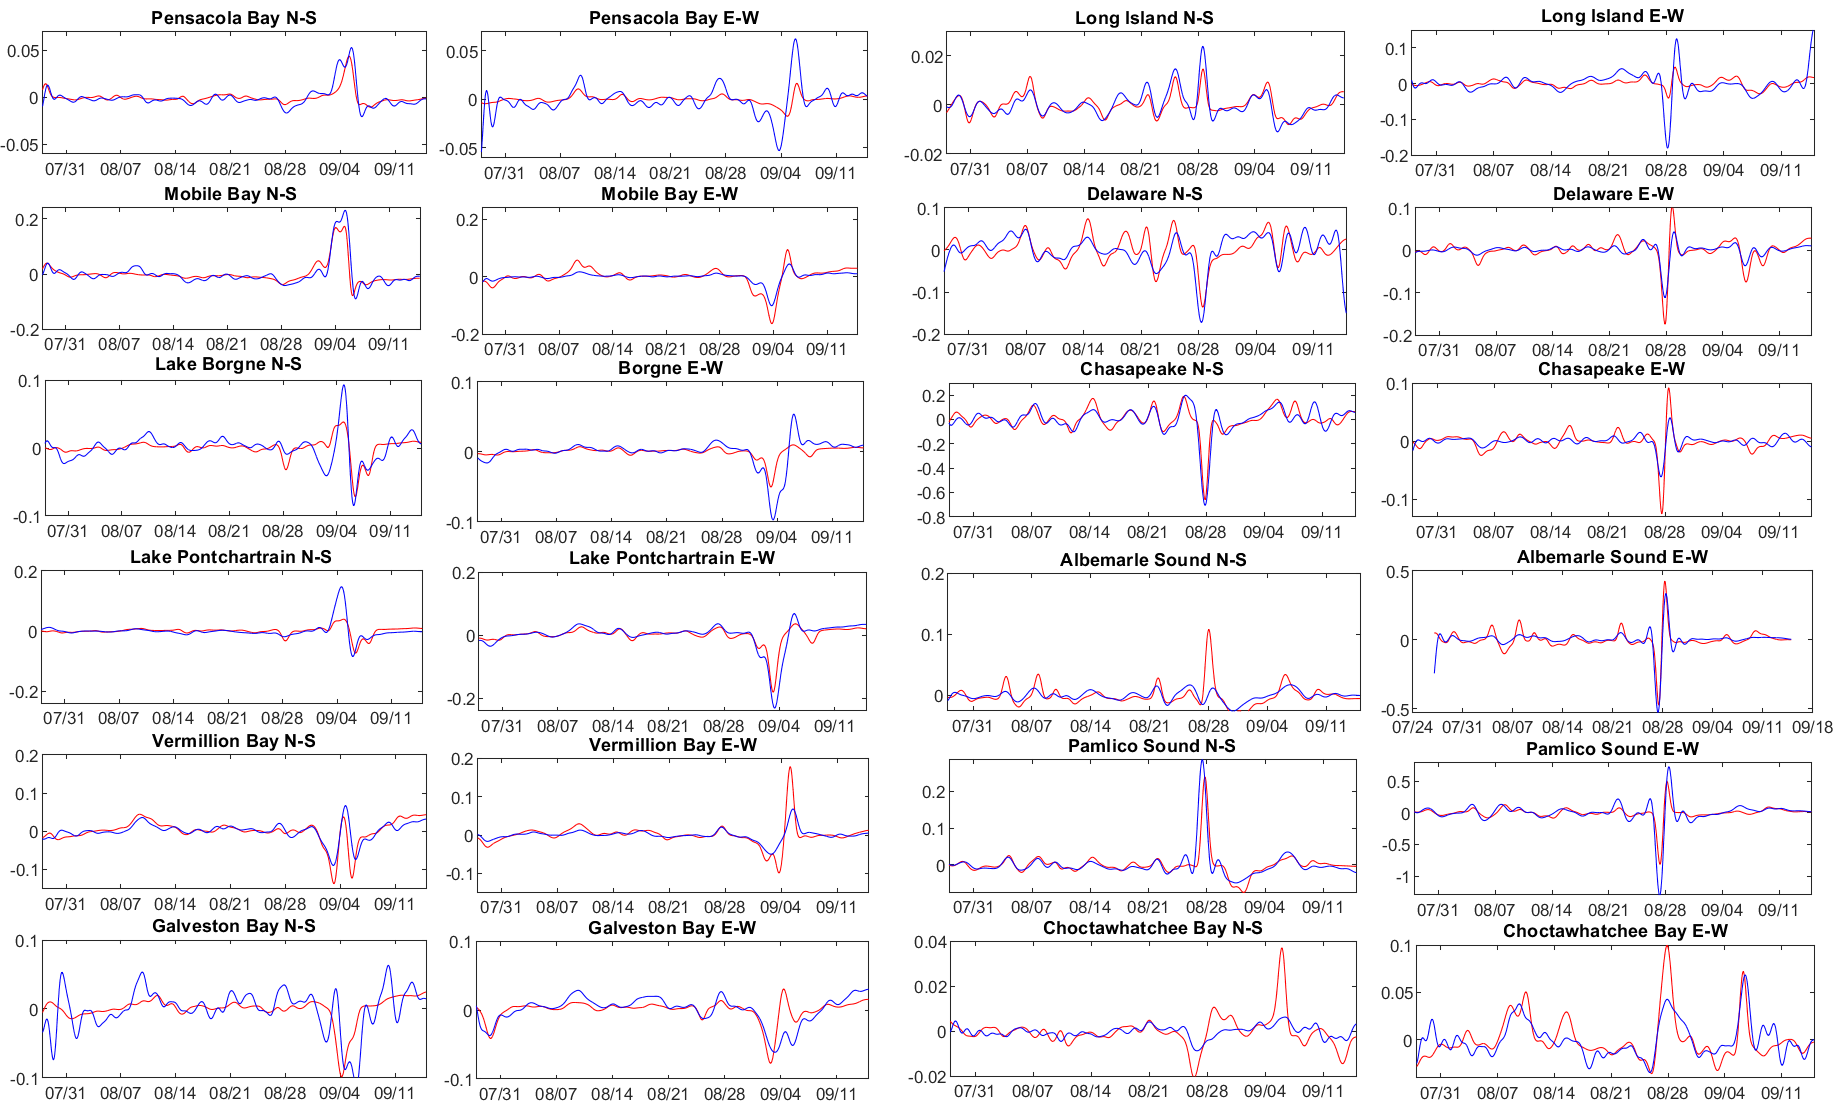 Pensacola Bay N-S
0.05
0
-0.05
07/31 08/07 08/14 08/21 08/28 09/04 09/11
Pensacola Bay E-W
0.05
0
-0.05
07/31 08/07 08/14 08/21 08/28 09/04 09/11
Long Island N-S
0.02
0
-0.02
07/31 08/07 08/14 08/21 08/28 09/04 09/11
Long Island E-W
0.1
0
-0.1
-0.2
07/31 08/07 08/14 08/21 08/28 09/04 09/11
Mobile Bay N-S
0.2
0
-0.2
07/31 08/07 08/14 08/21 08/28 09/04 09/11
Mobile Bay E-W
0.2
0
-0.2
07/31 08/07 08/14 08/21 08/28 09/04 09/11
Delaware N-S
0.1
0
-0.1
-0.2
07/31 08/07 08/14 08/21 08/28 09/04 09/11
Delaware E-W
0.1
0
-0.1
-0.2
07/31 08/07 08/14 08/21 08/28 09/04 09/11
Lake Borgne N-S
0.1
0
-0.1
07/31 08/07 08/14 08/21 08/28 09/04 09/11
Borgne E-W
0.1
0
-0.1
07/31 08/07 08/14 08/21 08/28 09/04 09/11
Chasapeake N-S
0.2
0
-0.2
-0.4
-0.6
-0.8
07/31 08/07 08/14 08/21 08/28 09/04 09/11
Chasapeake E-W
0.1
0
-0.1
07/31 08/07 08/14 08/21 08/28 09/04 09/11
Lake Pontchartrain N-S
0.2
0
-0.2
07/31 08/07 08/14 08/21 08/28 09/04 09/11
Lake Pontchartrain E-W
0.2
0
-0.2
07/31 08/07 08/14 08/21 08/28 09/04 09/11
Albemarle Sound N-S
0.2
0.1
0
07/31 08/07 08/14 08/21 08/28 09/04 09/11
Albemarle Sound E-W
0.5
0
-0.5
07/24 07/31 08/07 08/14 08/21 08/28 09/04 09/11 09/18
Vermillion Bay N-S
0.2
0.1
0
-0.1
07/31 08/07 08/14 08/21 08/28 09/04 09/11
Vermillion Bay E-W
0.2
0.1
0
-0.1
07/31 08/07 08/14 08/21 08/28 09/04 09/11
Pamlico Sound N-S
0.2
0.1
0
07/31 08/07 08/14 08/21 08/28 09/04 09/11
Pamlico Sound E-W
0.5
0
-0.5
-1
07/31 08/07 08/14 08/21 08/28 09/04 09/11
Galveston Bay N-S
0.1
0
-0.1
07/31 08/07 08/14 08/21 08/28 09/04 09/11
Galveston Bay E-W
0.1
0
-0.1
07/31 08/07 08/14 08/21 08/28 09/04 09/11
Choctawhatchee Bay N-S
0.04
0.02
0
-0.02
07/31 08/07 08/14 08/21 08/28 09/04 09/11
Choctawhatchee Bay E-W
0.1
0.05
0
07/31 08/07 08/14 08/21 08/28 09/04 09/11